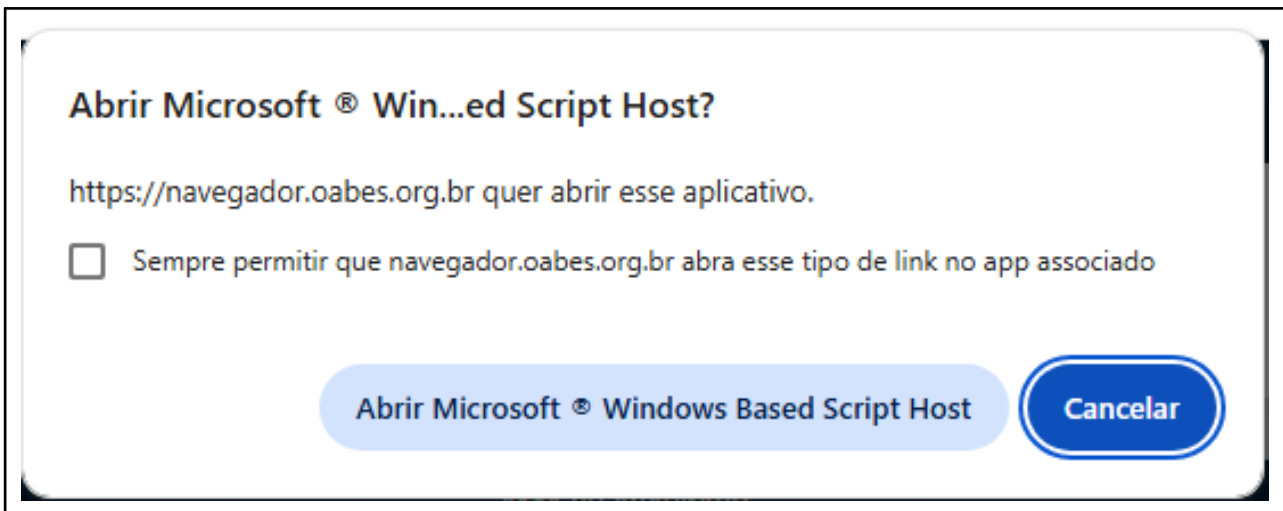 Abrir Microsoft ® Win...ed Script Host?
https://navegador.oabes.org.br quer abrir esse aplicativo.
Sempre permitir que navegador.oabes.org.br abra esse tipo de link no app associado
Abrir Microsoft ® Windows Based Script Host
Cancelar